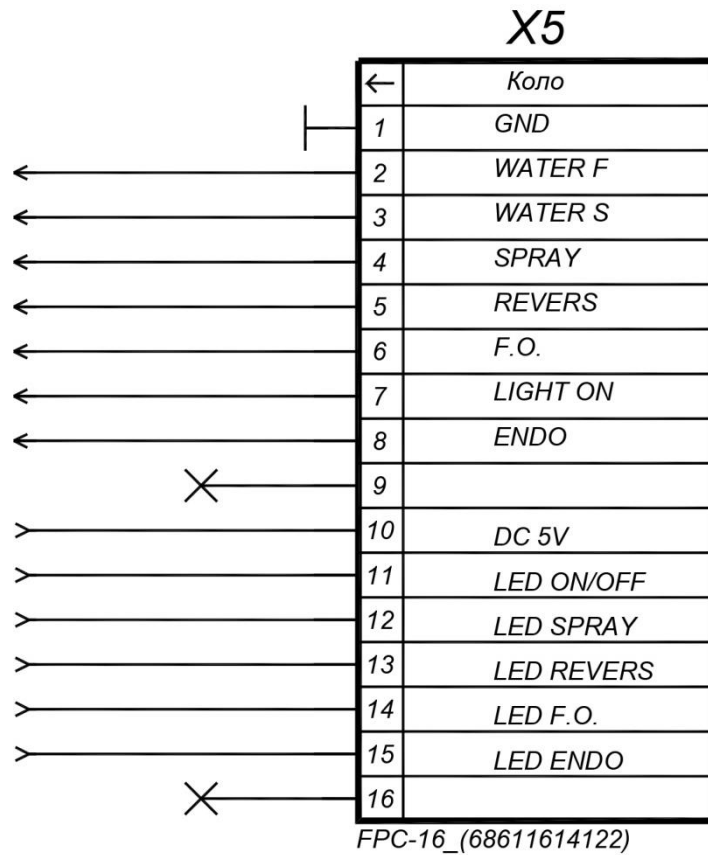 X5
← Коло
1 GND
2 WATER F
3 WATER S
4 SPRAY
5 REVERS
6 F.O.
7 LIGHT ON
8 ENDO
9
10 DC 5V
11 LED ON/OFF
12 LED SPRAY
13 LED REVERS
14 LED F.O.
15 LED ENDO
16
FPC-16_(68611614122)